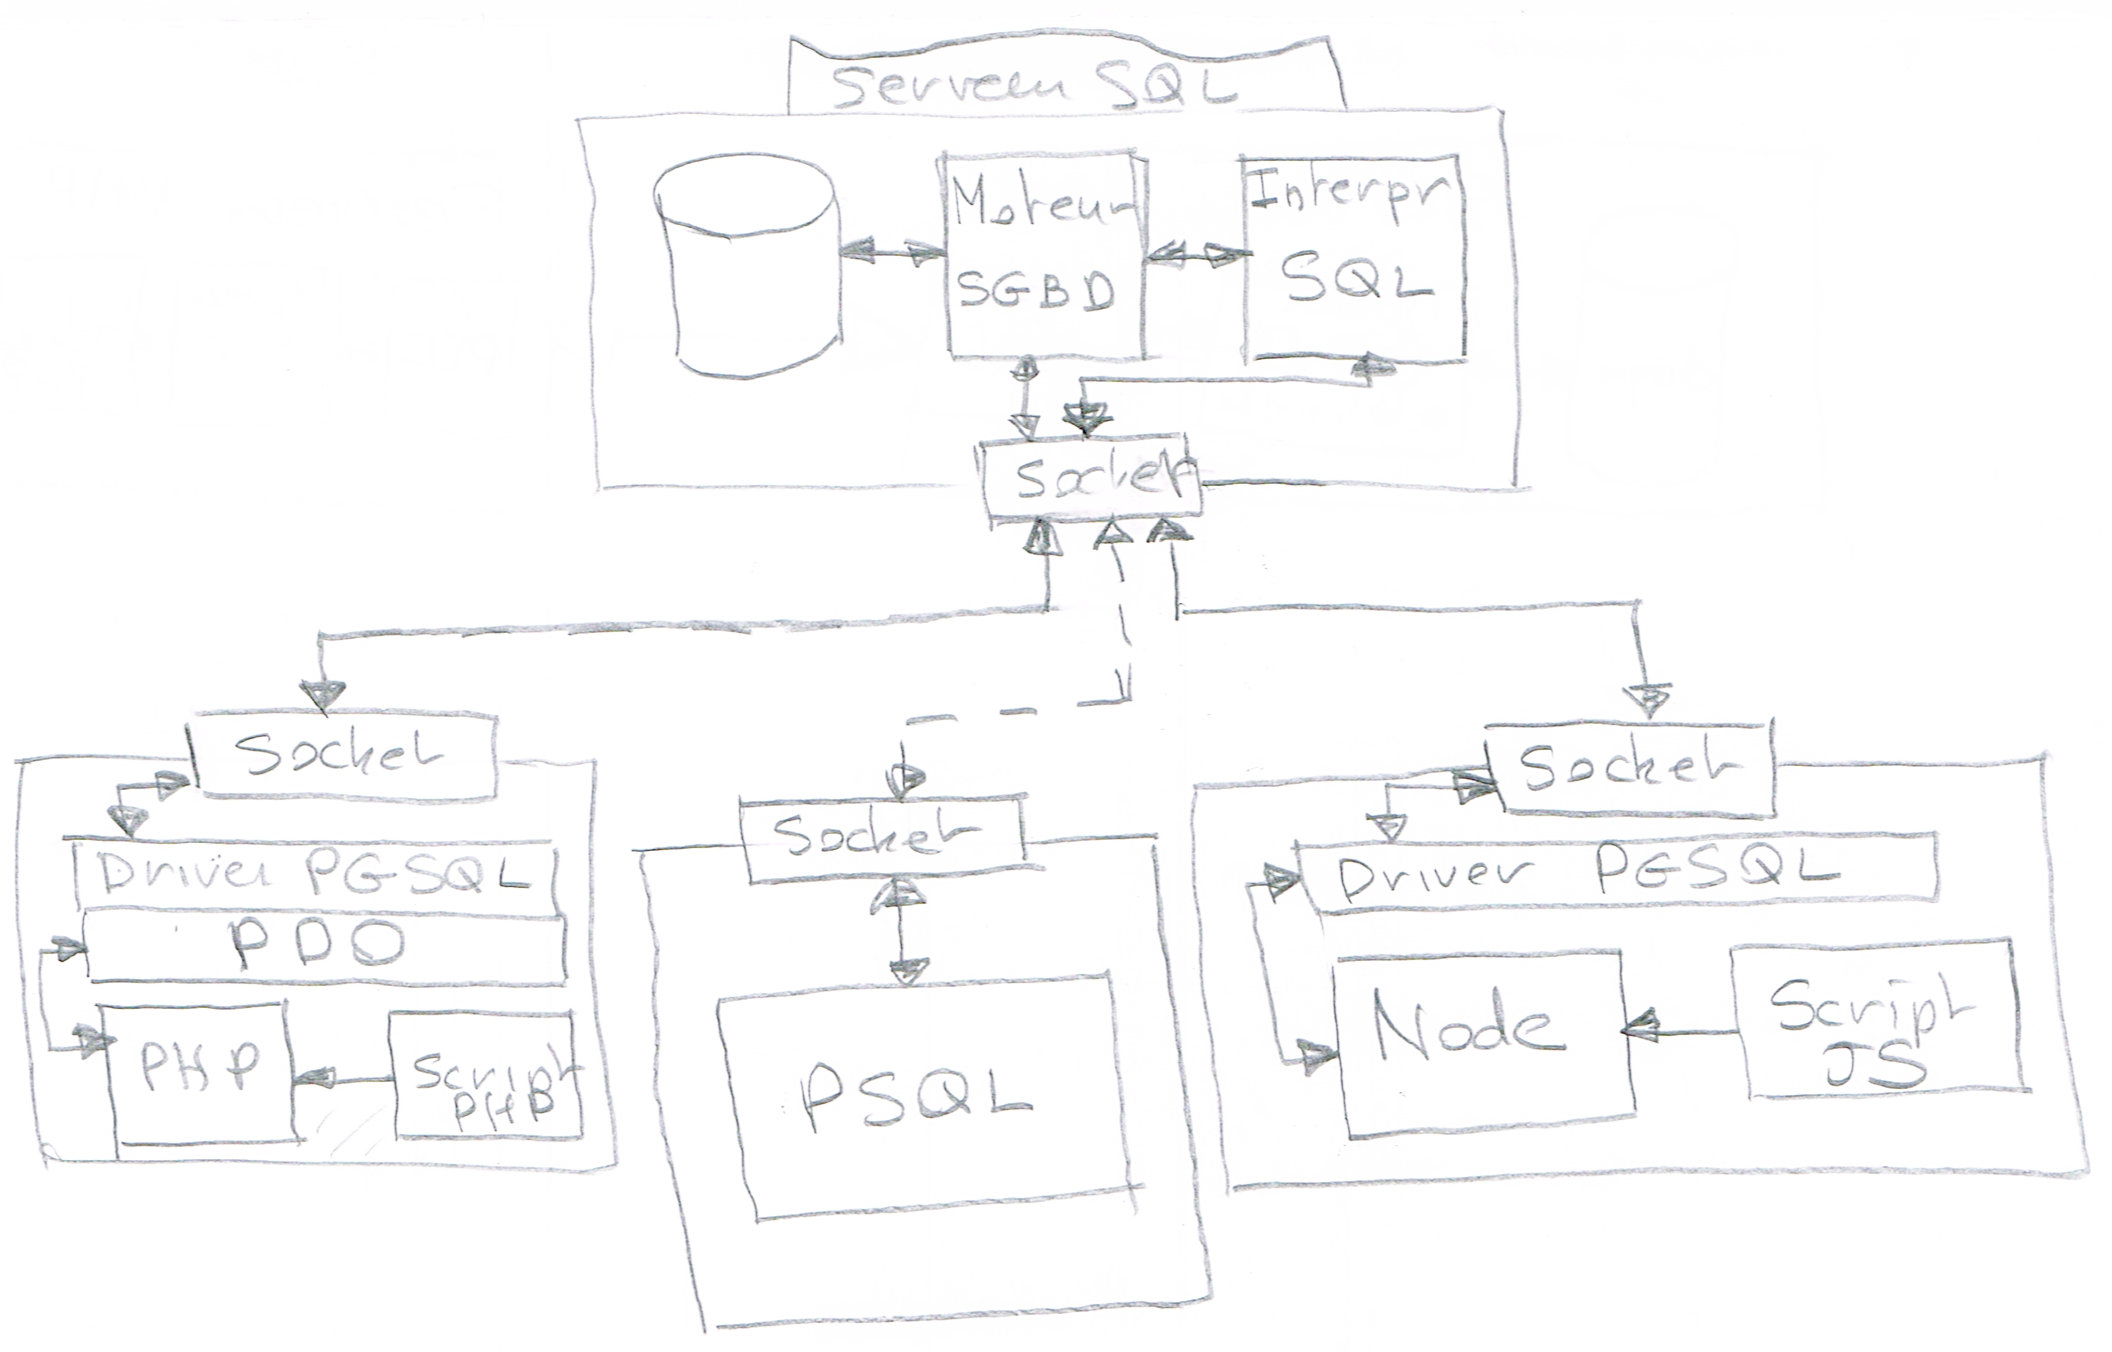 Serveur SQL
Moteur
SGBD
Interpr
SQL
Socket
Socket
Driver PGSQL
PDO
PHP
Script
PHP
Socket
PSQL
Socket
Driver PGSQL
Node
Script
JS